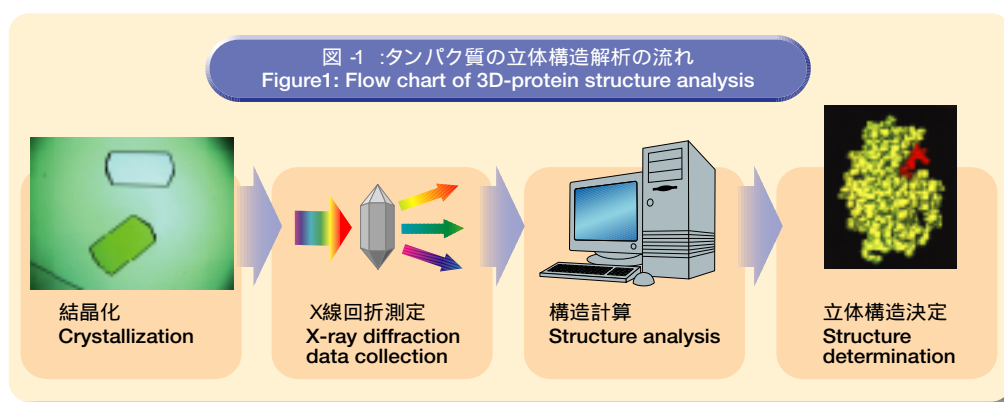 図 -1 :タンパク質の立体構造解析の流れ
Figure1: Flow chart of 3D-protein structure analysis
結晶化
Crystallization
X線回折測定
X-ray diffraction
data collection
構造計算
Structure analysis
立体構造決定
Structure
determination